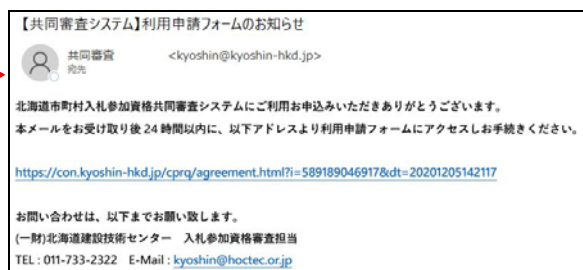 【共同審査システム】利用申請フォームのお知らせ
共同審査 <kyoshin@kyoshin-hkd.jp>
宛先
北海道市町村入札参加資格共同審査システムにご利用お申込みいただきありがとうございます。
本メールをお受け取り後24時間以内に、以下アドレスより利用申請フォームにアクセスしお手続きください。
https://con.kyoshin-hkd.jp/cprq/agreement.html?i=589189046917&dt=20201205142117
お問い合わせは、以下までお願い致します。
(一財)北海道建設技術センター 入札参加資格審査担当
TEL : 011-733-2322 E-Mail : kyoshin@hoctec.or.jp